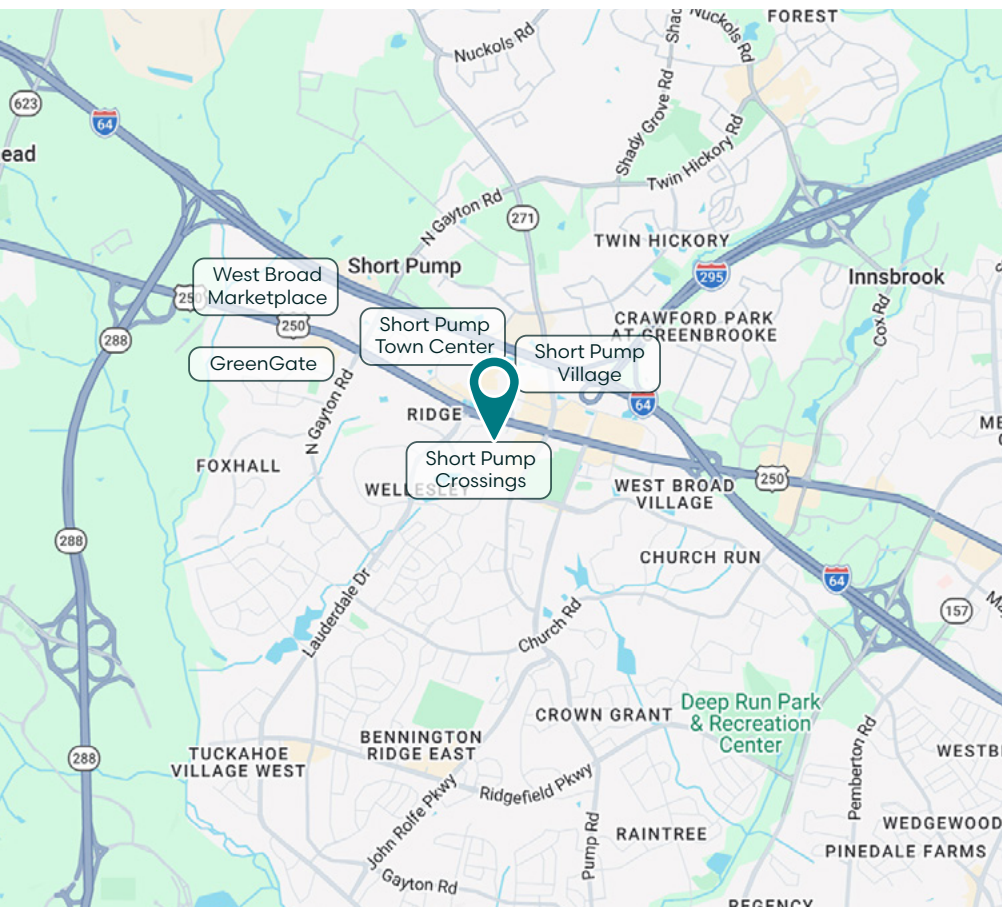 FOREST
Nuckols Rd
Nuckols Rd
Shady Grove Rd
Twin Hickory Rd
623
64
ead
N Gayton Rd
271
TWIN HICKORY
295
Innsbrook
Short Pump
West Broad
Marketplace
250
250
288
Short Pump
Town Center
CRAWFORD PARK
AT GREENBROOKE
Cox Rd
Short Pump
Village
GreenGate
N Gayton Rd
64
RIDGE
FOXHALL
Short Pump
Crossings
WELLESLEY
WEST BROAD
VILLAGE
250
288
CHURCH RUN
64
157
Lauderdale Dr
Church Rd
Deep Run Park
& Recreation
Center
CROWN GRANT
BENNINGTON
RIDGE EAST
288
TUCKAHOE
VILLAGE WEST
Pemberton Rd
WESTB
Ridgefield Pkwy
John Rolfe Pkwy
Pump Rd
RAINTREE
WEDGEWOOD
PINEDALE FARMS
Gayton Rd
REGENCY